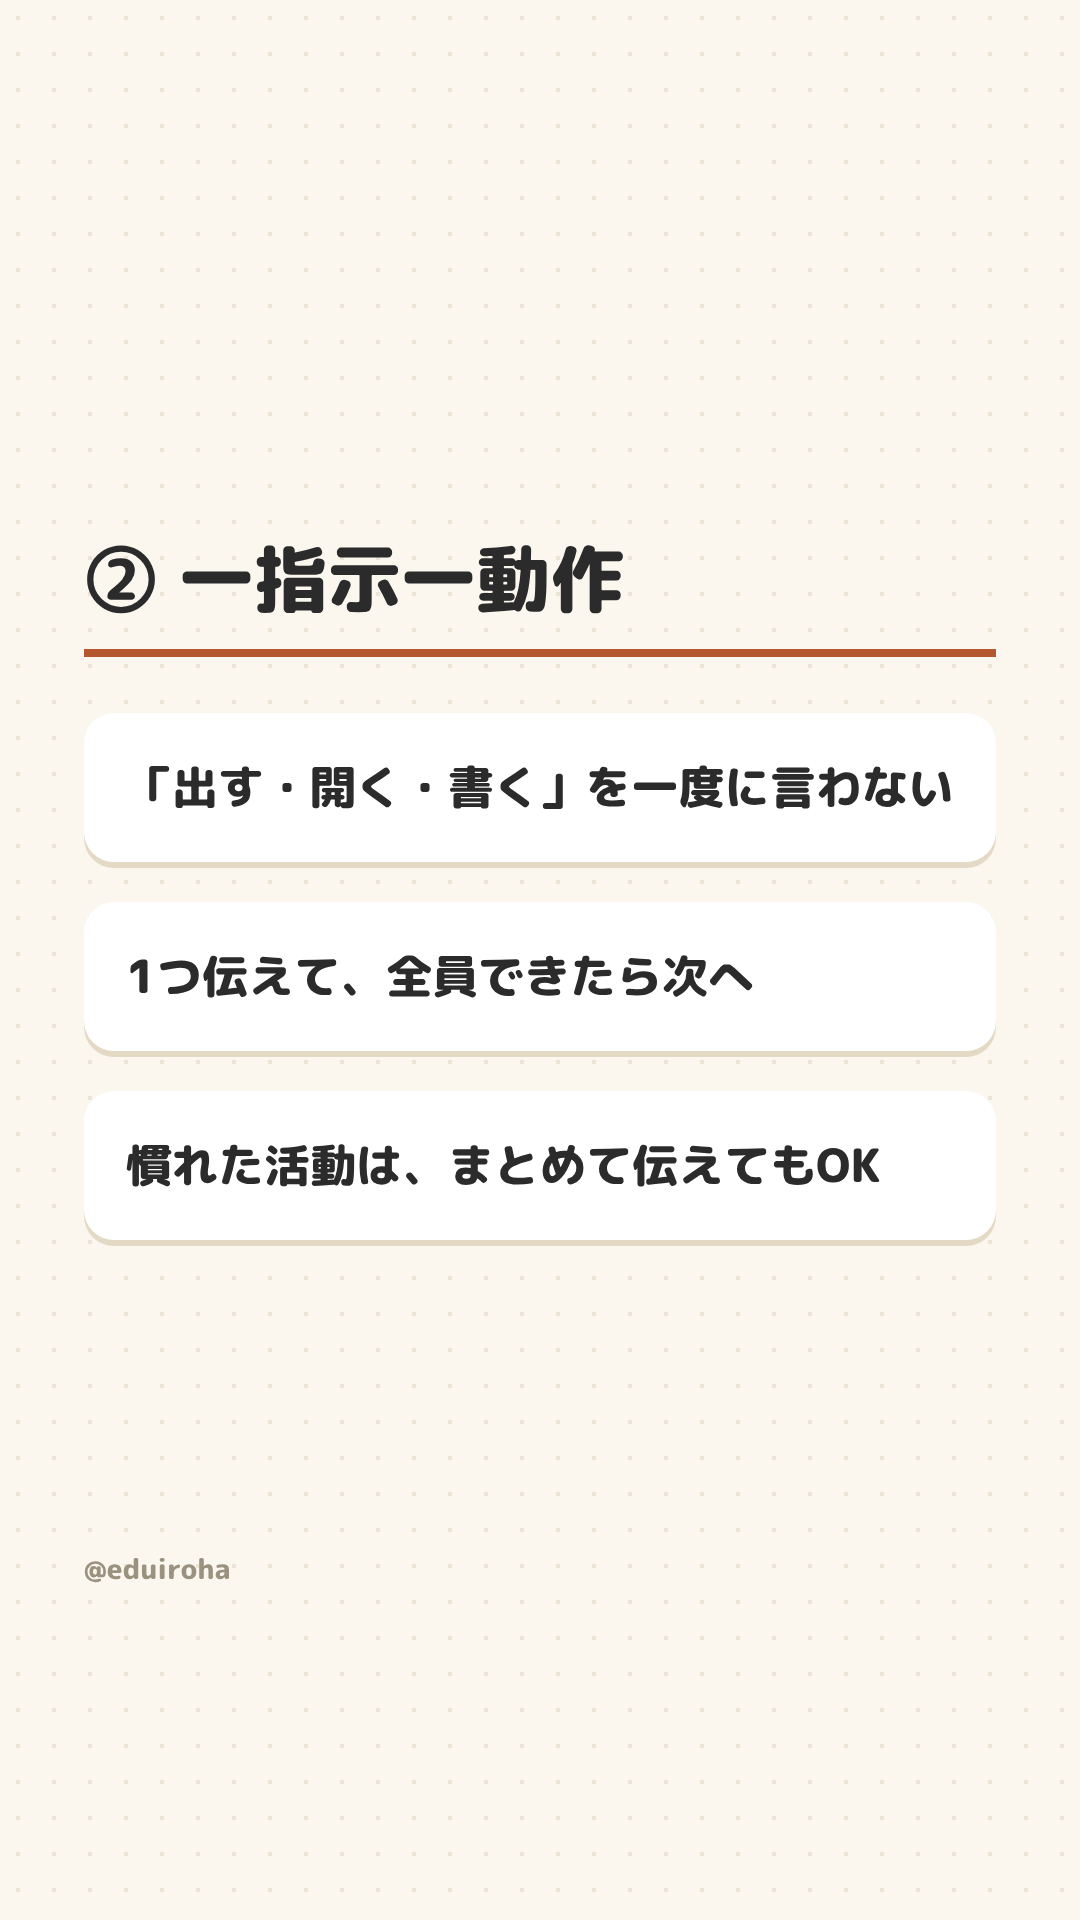 ② 一指示一動作
「出す・開く・書く」を一度に言わない
1つ伝えて、全員できたら次へ
慣れた活動は、まとめて伝えてもOK
@eduiroha